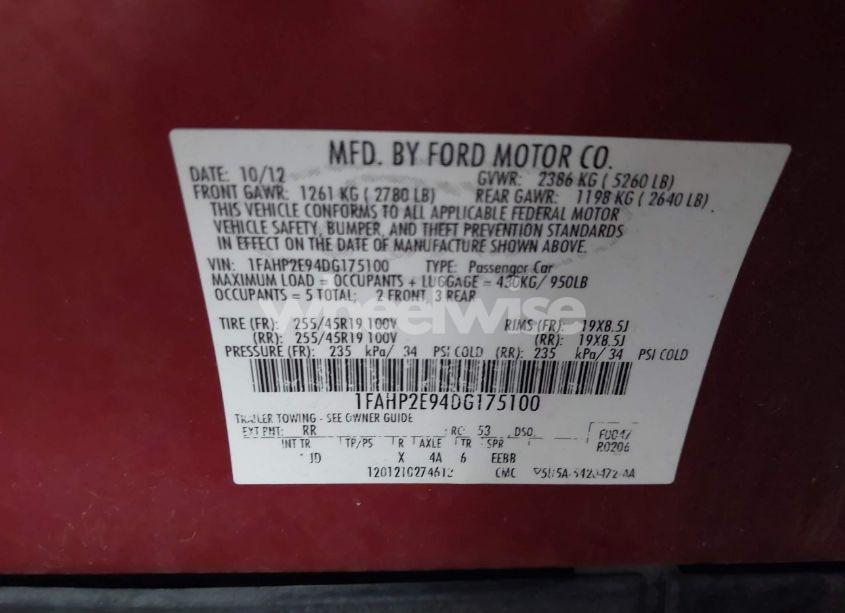 MFD. BY FORD MOTOR CO.
DATE: 10/12 GVWR: 2386 KG ( 5260 LB)
FRONT GAWR: 1261 KG ( 2780 LB) REAR GAWR: 1198 KG ( 2640 LB)
THIS VEHICLE CONFORMS TO ALL APPLICABLE FEDERAL MOTOR
VEHICLE SAFETY, BUMPER, AND THEFT PREVENTION STANDARDS
IN EFFECT ON THE DATE OF MANUFACTURE SHOWN ABOVE.
VIN: 1FAHP2E94DG175100 TYPE: Passenger Car
MAXIMUM LOAD = OCCUPANTS + LUGGAGE = 430KG/ 950LB
OCCUPANTS = 5 TOTAL; 2 FRONT, 3 REAR
wheelwise
TIRE (FR): 255/45R19 100V RIMS (FR): 19X8.5J
(RR): 255/45R19 100V (RR): 19X8.5J
PRESSURE (FR): 235 kPa/ 34 PSI COLD (RR): 235 kPa/ 34 PSI COLD
1FAHP2E94DG175100
TRAILER TOWING - SEE OWNER GUIDE
EXT PNT: RR RC: 53 DSO:
INT TR TP/PS R AXLE TR SPR
JD X 4A 6 EEBB
R0206
CMC